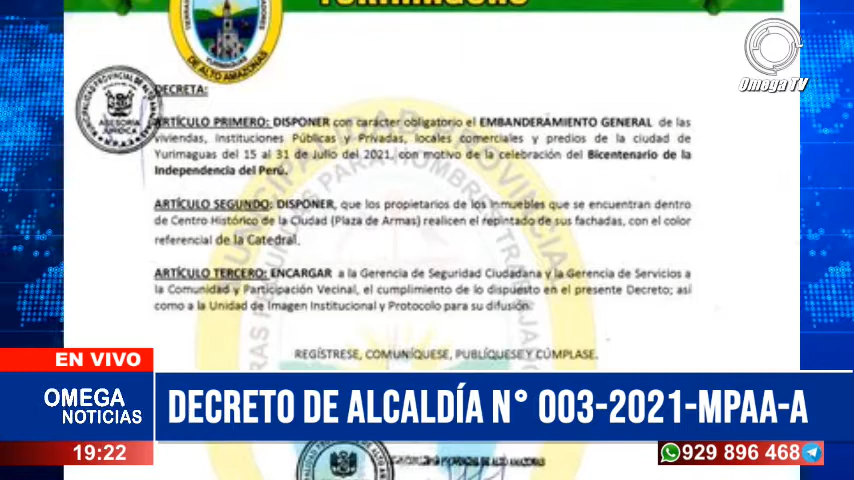 YURIMAGUAS
DE ALTO AMAZONAS
Omega TV
DECRETA:
ASESORIA
JURIDICA
ARTÍCULO PRIMERO: DISPONER con carácter obligatorio el EMBANDERAMIENTO GENERAL de las
viviendas, Instituciones Públicas y Privadas, locales comerciales y predios de la ciudad de
Yurimaguas del 15 al 31 de Julio del 2021, con motivo de la celebración del Bicentenario de la
Independencia del Perú.
ARTÍCULO SEGUNDO: DISPONER, que los propietarios de los inmuebles que se encuentran dentro
de Centro Histórico de la Ciudad (Plaza de Armas) realicen el repintado de sus fachadas, con el color
referencial de la Catedral.
ARTÍCULO TERCERO: ENCARGAR a la Gerencia de Seguridad Ciudadana y la Gerencia de Servicios a
la Comunidad y Participación Vecinal, el cumplimiento de lo dispuesto en el presente Decreto; así
como a la Unidad de Imagen Institucional y Protocolo para su difusión.
REGÍSTRESE, COMUNÍQUESE, PUBLÍQUESE Y CÚMPLASE.
EN VIVO
OMEGA
NOTICIAS
DECRETO DE ALCALDÍA N° 003-2021-MPAA-A
19:22
929 896 468